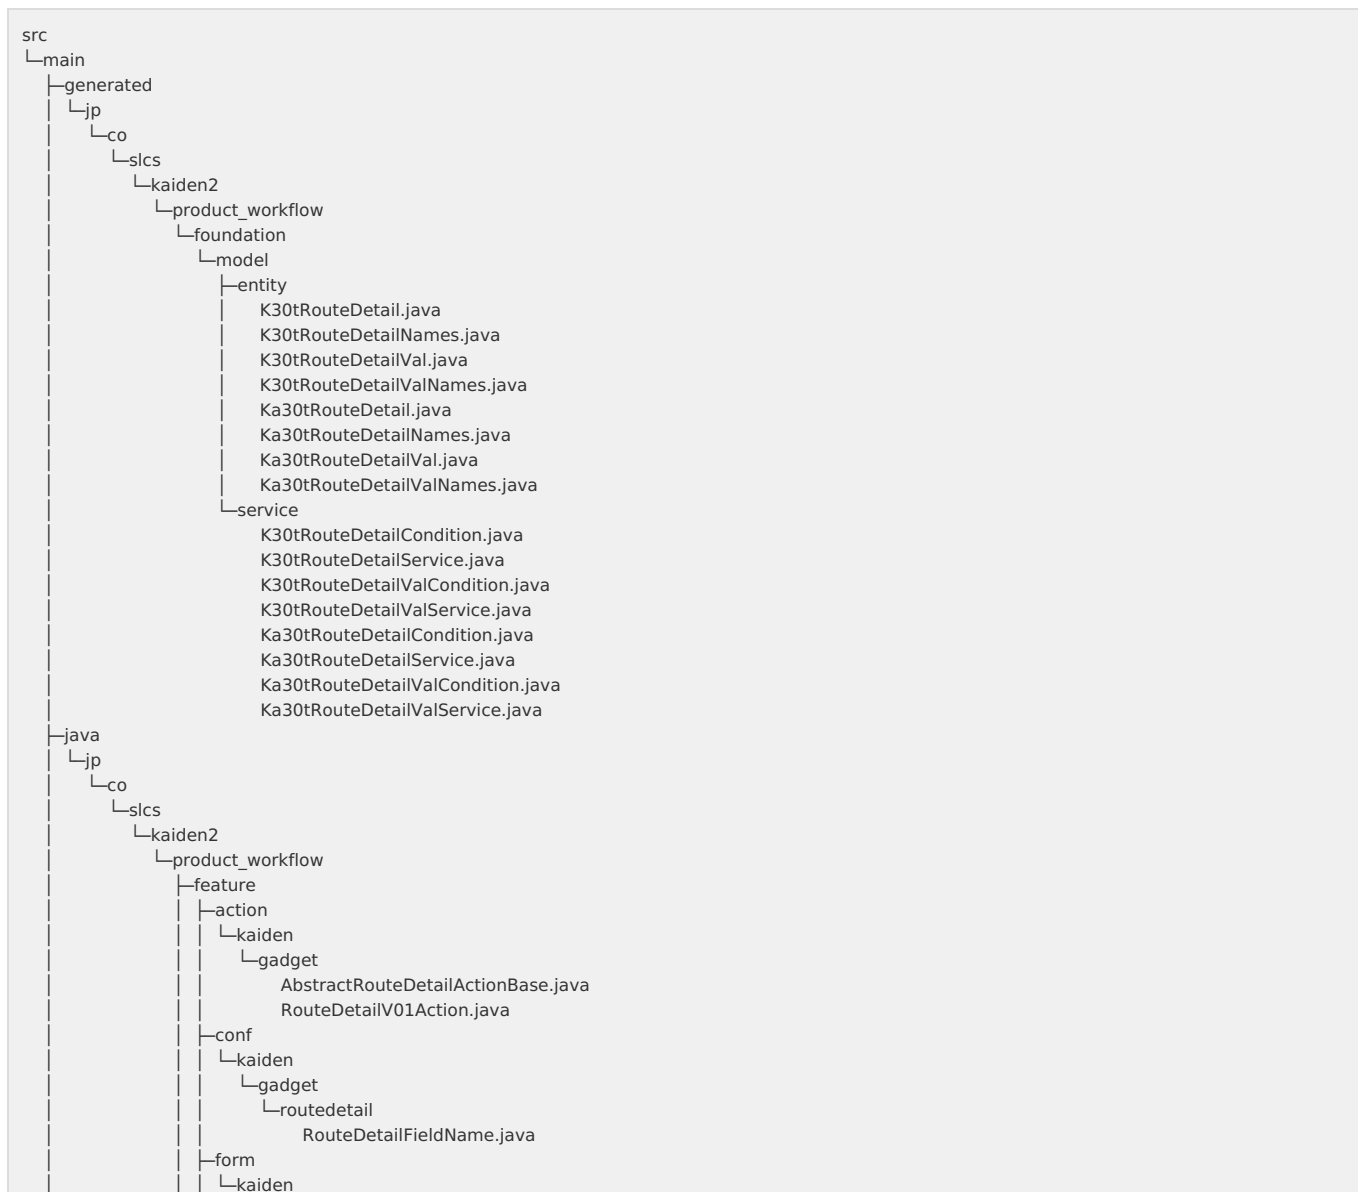 src
└─main
  ├─generated
  │ └─jp
  │   └─co
  │     └─slcs
  │       └─kaiden2
  │         └─product_workflow
  │           └─foundation
  │             └─model
  │               ├─entity
  │               │   K30tRouteDetail.java
  │               │   K30tRouteDetailNames.java
  │               │   K30tRouteDetailVal.java
  │               │   K30tRouteDetailValNames.java
  │               │   Ka30tRouteDetail.java
  │               │   Ka30tRouteDetailNames.java
  │               │   Ka30tRouteDetailVal.java
  │               │   Ka30tRouteDetailValNames.java
  │               └─service
  │                   K30tRouteDetailCondition.java
  │                   K30tRouteDetailService.java
  │                   K30tRouteDetailValCondition.java
  │                   K30tRouteDetailValService.java
  │                   Ka30tRouteDetailCondition.java
  │                   Ka30tRouteDetailService.java
  │                   Ka30tRouteDetailValCondition.java
  │                   Ka30tRouteDetailValService.java
  ├─java
  │ └─jp
  │   └─co
  │     └─slcs
  │       └─kaiden2
  │         └─product_workflow
  │           ├─feature
  │           │ ├─action
  │           │ │ └─kaiden
  │           │ │   └─gadget
  │           │ │       AbstractRouteDetailActionBase.java
  │           │ │       RouteDetailV01Action.java
  │           │ ├─conf
  │           │ │ └─kaiden
  │           │ │   └─gadget
  │           │ │     └─routedetail
  │           │ │         RouteDetailFieldName.java
  │           │ ├─form
  │           │ │ └─kaiden